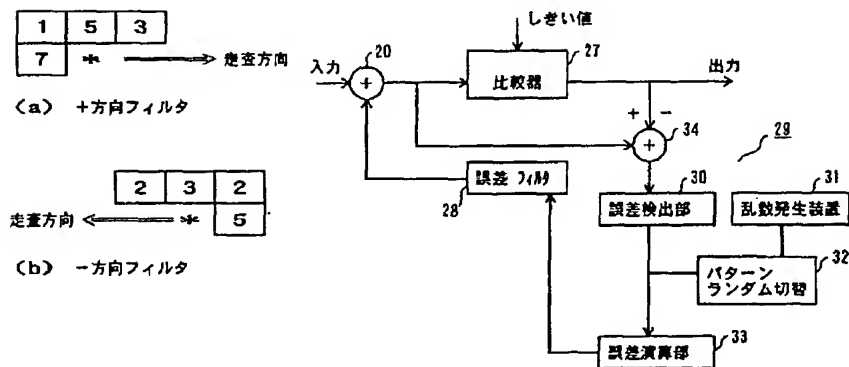 1 5 3
7 * 走査方向
(a) +方向フィルタ
2 3 2
走査方向 * 5
(b) -方向フィルタ
しきい値
入力
20
+
比較器
27
出力
+ -
+
34
29
誤差 フィルタ
28
30
誤差検出部
31
乱数発生装置
パターン
ランダム切替
32
誤差演算部
33